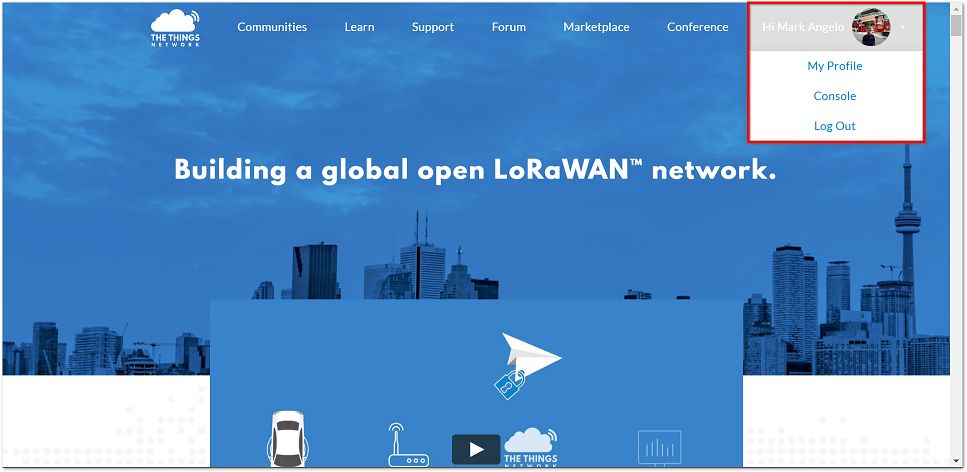 THE THINGS
NETWORK
Communities
Learn
Support
Forum
Marketplace
Conference
Hi Mark Angelo
My Profile
Console
Log Out
Building a global open LoRaWAN™ network.
THE THINGS
NETWORK